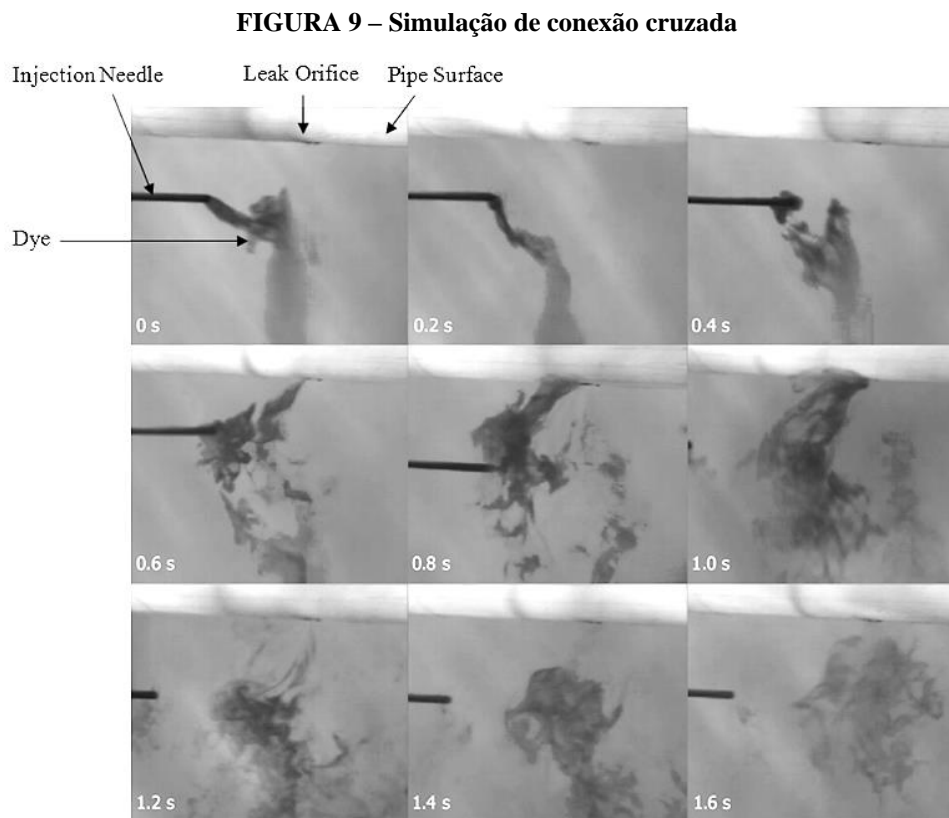 FIGURA 9 – Simulação de conexão cruzada
Injection Needle
Leak Orifice
Pipe Surface
Dye
0 s
0.2 s
0.4 s
0.6 s
0.8 s
1.0 s
1.2 s
1.4 s
1.6 s